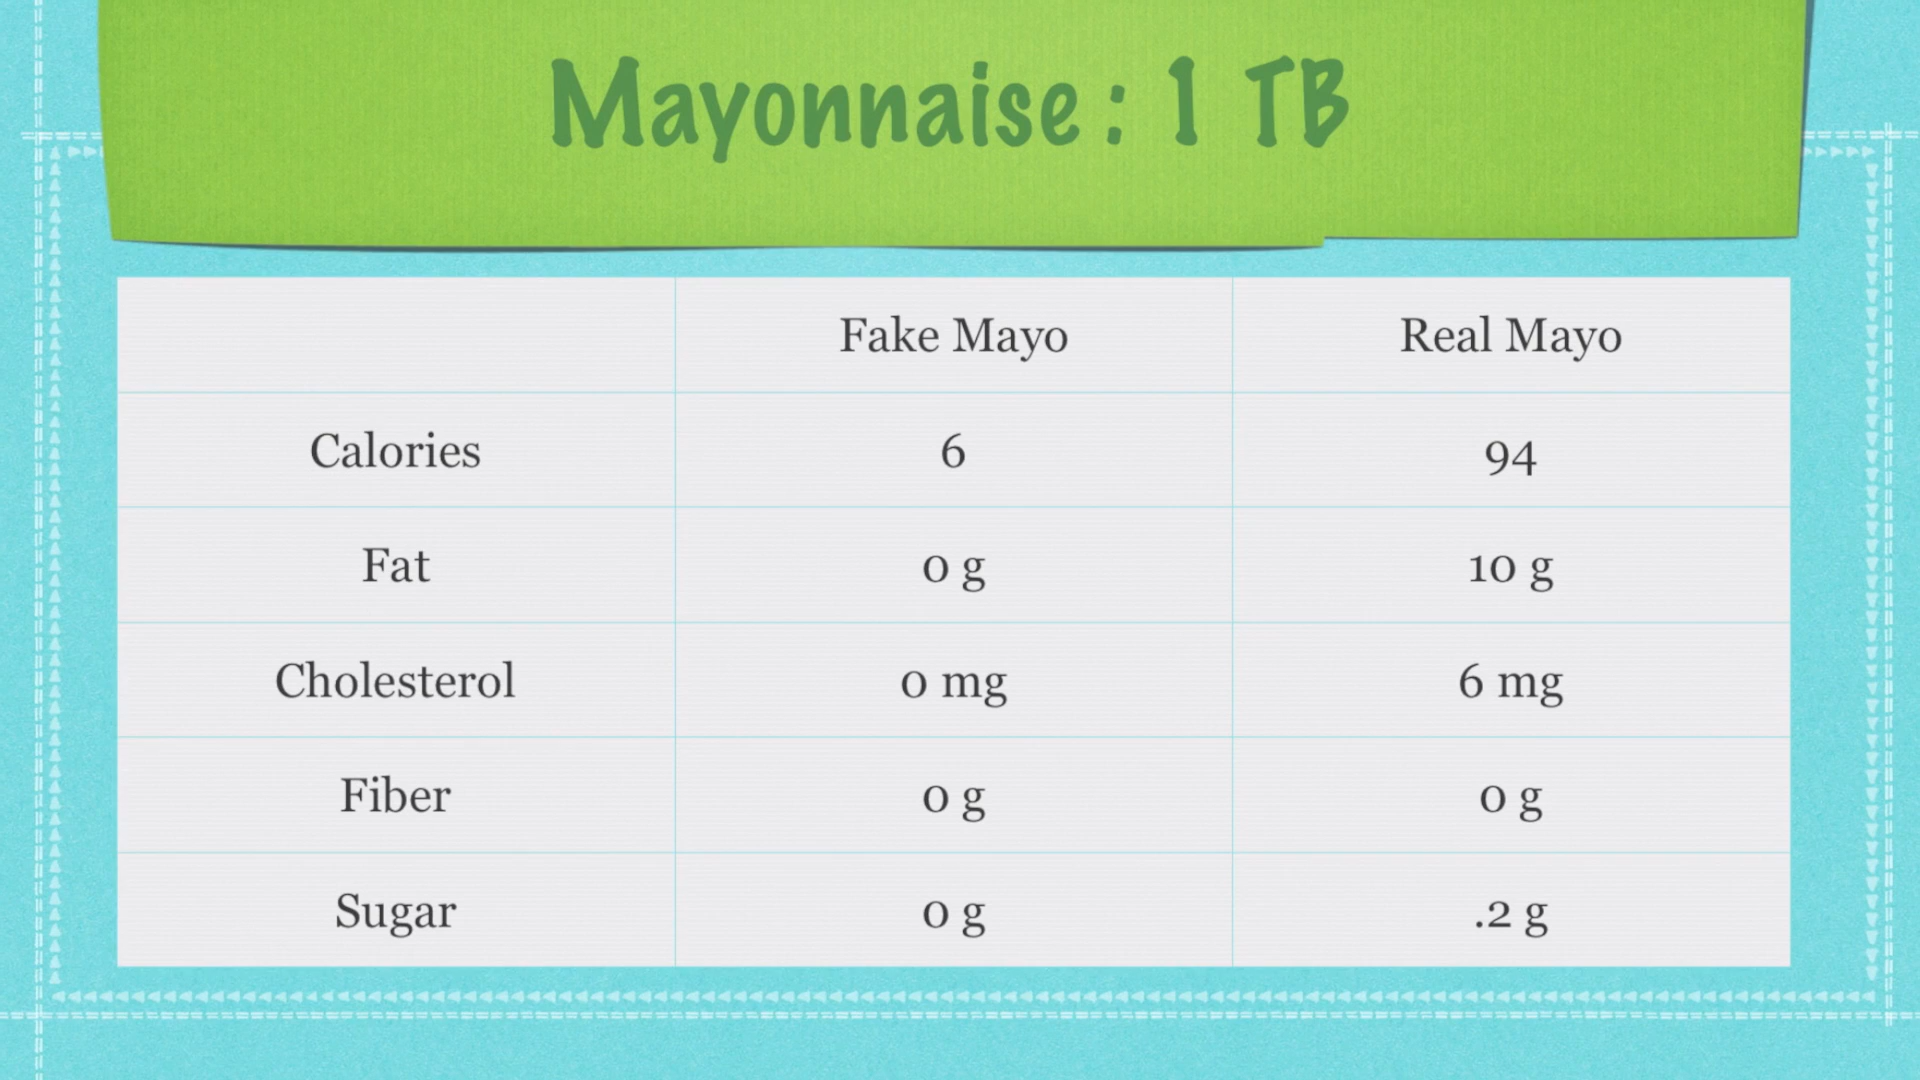 Mayonnaise : 1 TB
Fake Mayo Real Mayo
Calories 6 94
Fat 0 g 10 g
Cholesterol 0 mg 6 mg
Fiber 0 g 0 g
Sugar 0 g .2 g